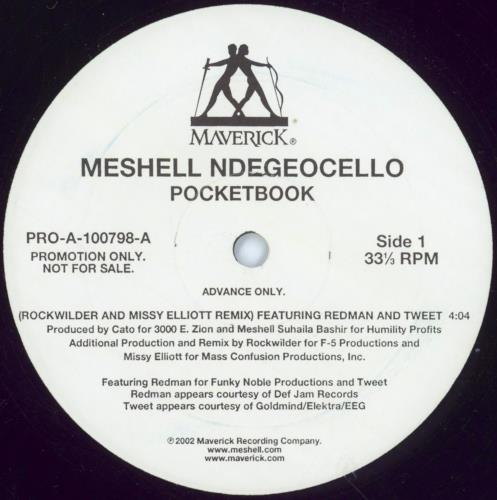 MAVERICK®
MESHELL NDEGEOCELLO
POCKETBOOK
PRO-A-100798-A
PROMOTION ONLY.
NOT FOR SALE.
Side 1
33⅓ RPM
ADVANCE ONLY.
(ROCKWILDER AND MISSY ELLIOTT REMIX) FEATURING REDMAN AND TWEET 4:04
Produced by Cato for 3000 E. Zion and Meshell Suhaila Bashir for Humility Profits
Additional Production and Remix by Rockwilder for F-5 Productions and
Missy Elliott for Mass Confusion Productions, Inc.
Featuring Redman for Funky Noble Productions and Tweet
Redman appears courtesy of Def Jam Records
Tweet appears courtesy of Goldmind/Elektra/EEG
℗©2002 Maverick Recording Company.
www.meshell.com
www.maverick.com